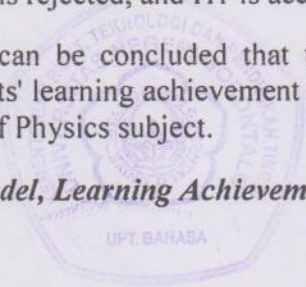 is rejected, and H1 is acc
can be concluded that t
ts' learning achievement
of Physics subject.
del, Learning Achievem
UPT. BAHASA